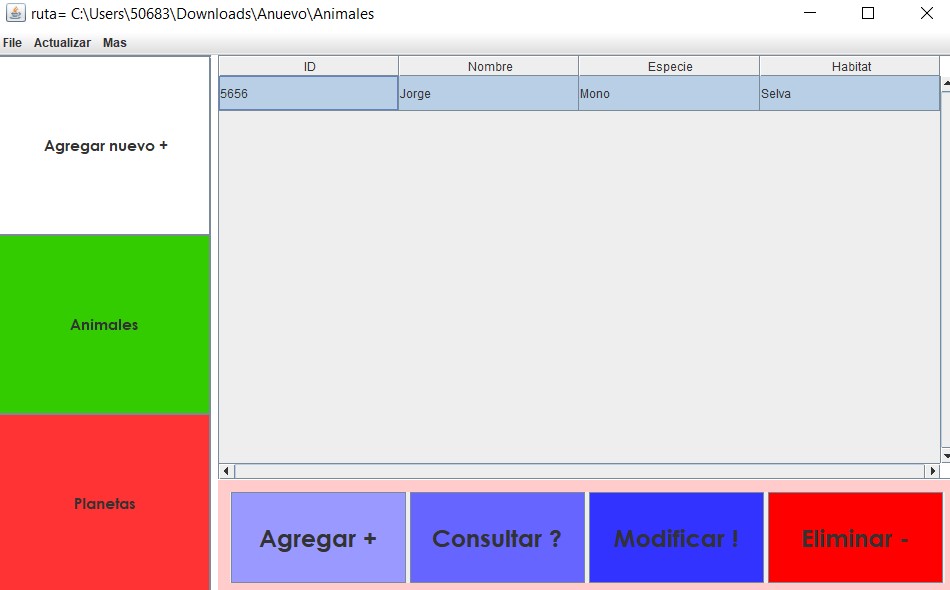 ruta= C:\Users\50683\Downloads\Anuevo\Animales
File Actualizar Mas
Agregar nuevo +
Animales
Planetas
ID Nombre Especie Habitat
5656 Jorge Mono Selva
Agregar + Consultar ? Modificar ! Eliminar -